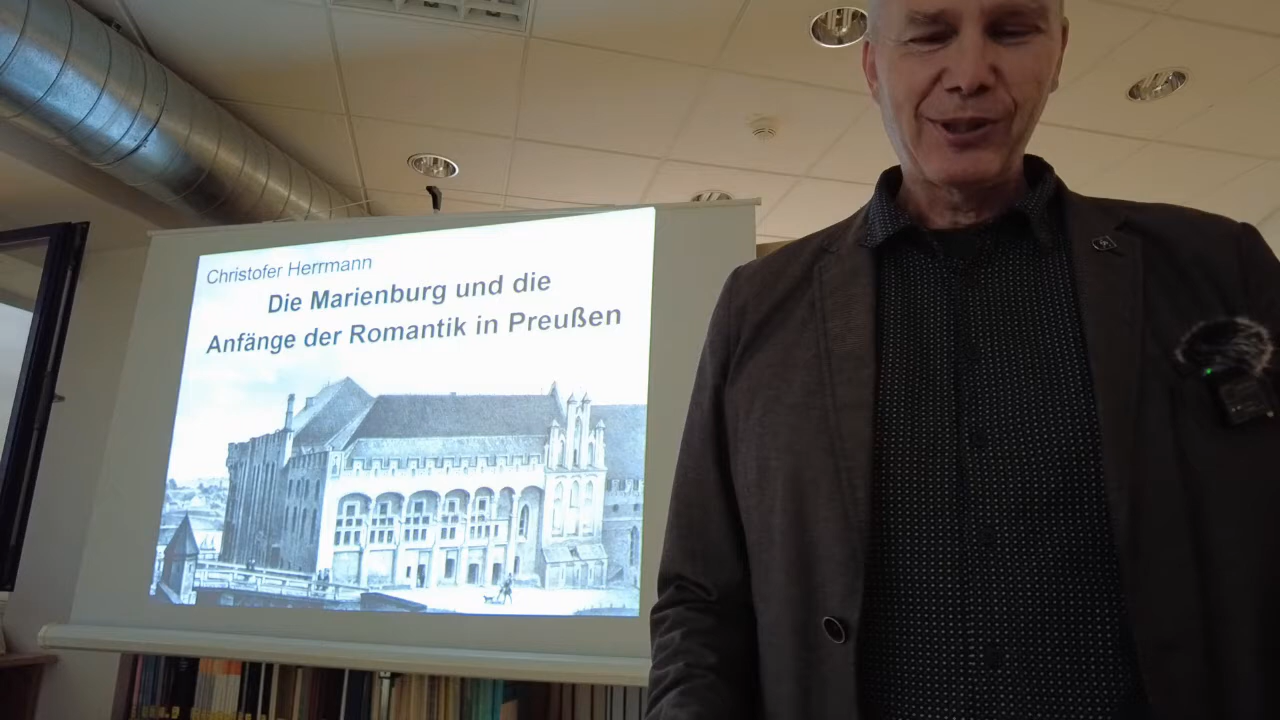 Christofer Herrmann
Die Marienburg und die
Anfänge der Romantik in Preußen